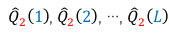 Q̂₂(1), Q̂₂(2), ⋯, Q̂₂(L)